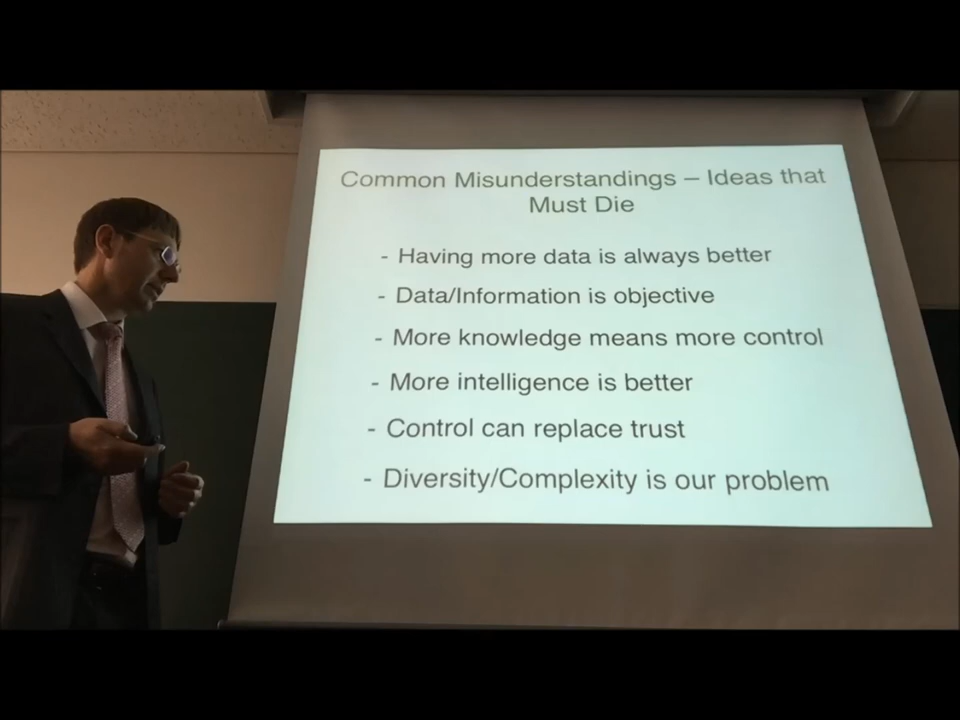 Common Misunderstandings – Ideas that
Must Die
- Having more data is always better
- Data/Information is objective
- More knowledge means more control
- More intelligence is better
- Control can replace trust
- Diversity/Complexity is our problem